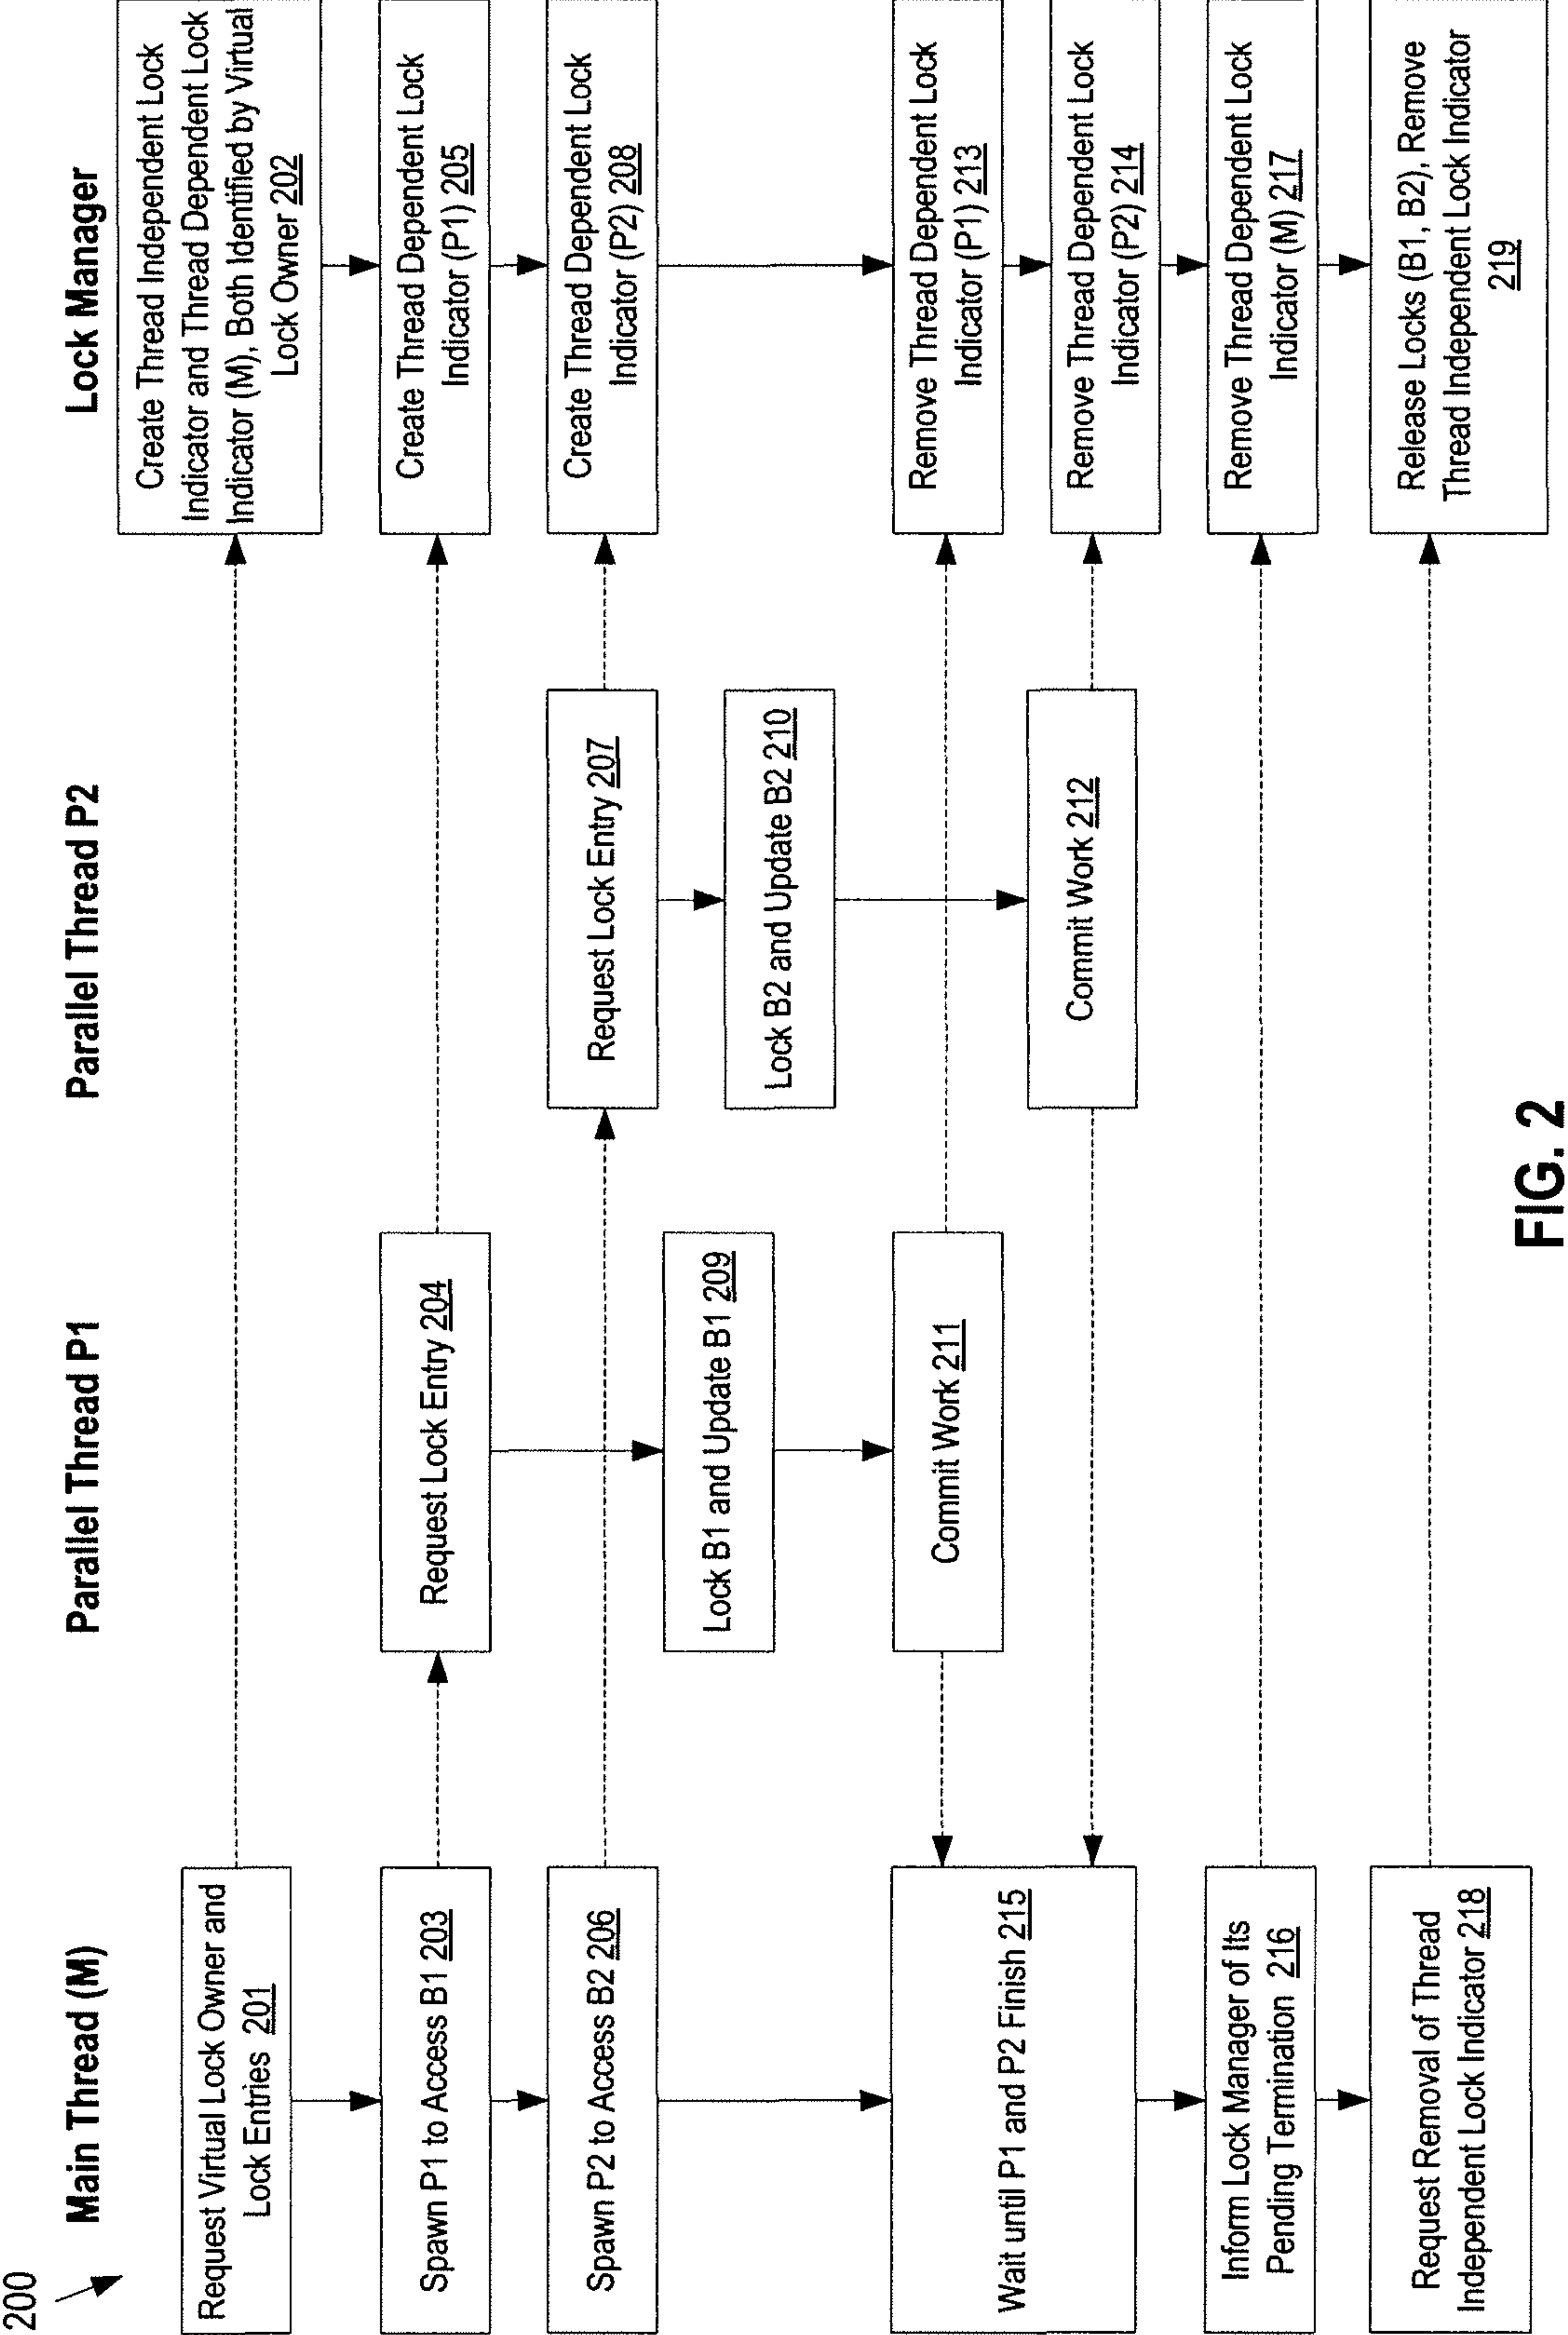 200
Main Thread (M)
Parallel Thread P1
Parallel Thread P2
Lock Manager
Request Virtual Lock Owner and
Lock Entries 201
Create Thread Independent Lock
Indicator and Thread Dependent Lock
Indicator (M), Both Identified by Virtual
Lock Owner 202
Spawn P1 to Access B1 203
Request Lock Entry 204
Create Thread Dependent Lock
Indicator (P1) 205
Spawn P2 to Access B2 206
Request Lock Entry 207
Create Thread Dependent Lock
Indicator (P2) 208
Lock B1 and Update B1 209
Lock B2 and Update B2 210
Commit Work 211
Commit Work 212
Remove Thread Dependent Lock
Indicator (P1) 213
Remove Thread Dependent Lock
Indicator (P2) 214
Wait until P1 and P2 Finish 215
Inform Lock Manager of Its
Pending Termination 216
Remove Thread Dependent Lock
Indicator (M) 217
Request Removal of Thread
Independent Lock Indicator 218
Release Locks (B1, B2), Remove
Thread Independent Lock Indicator
219
FIG. 2